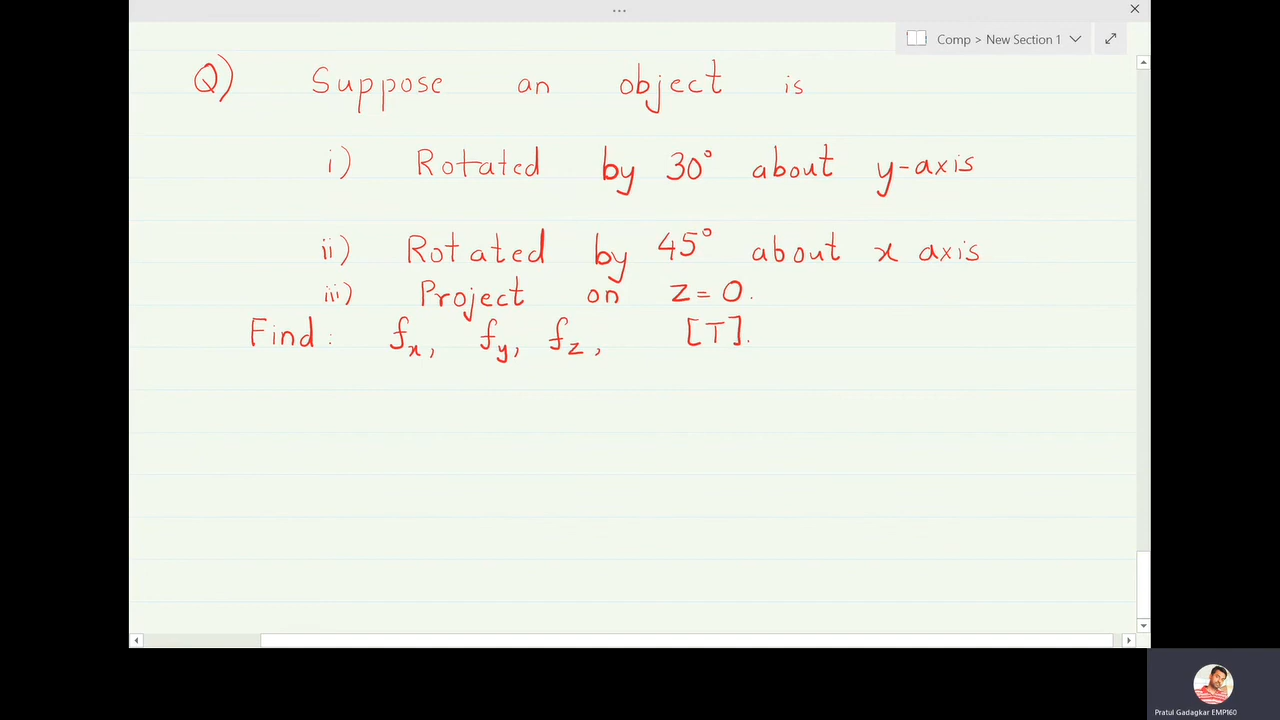 ...
Comp > New Section 1
Q) Suppose an object is
i) Rotated by 30° about y-axis
ii) Rotated by 45° about x axis
iii) Project on z = 0.
Find: fx, fy, fz, [T].
Pratul Gadagkar EMP160